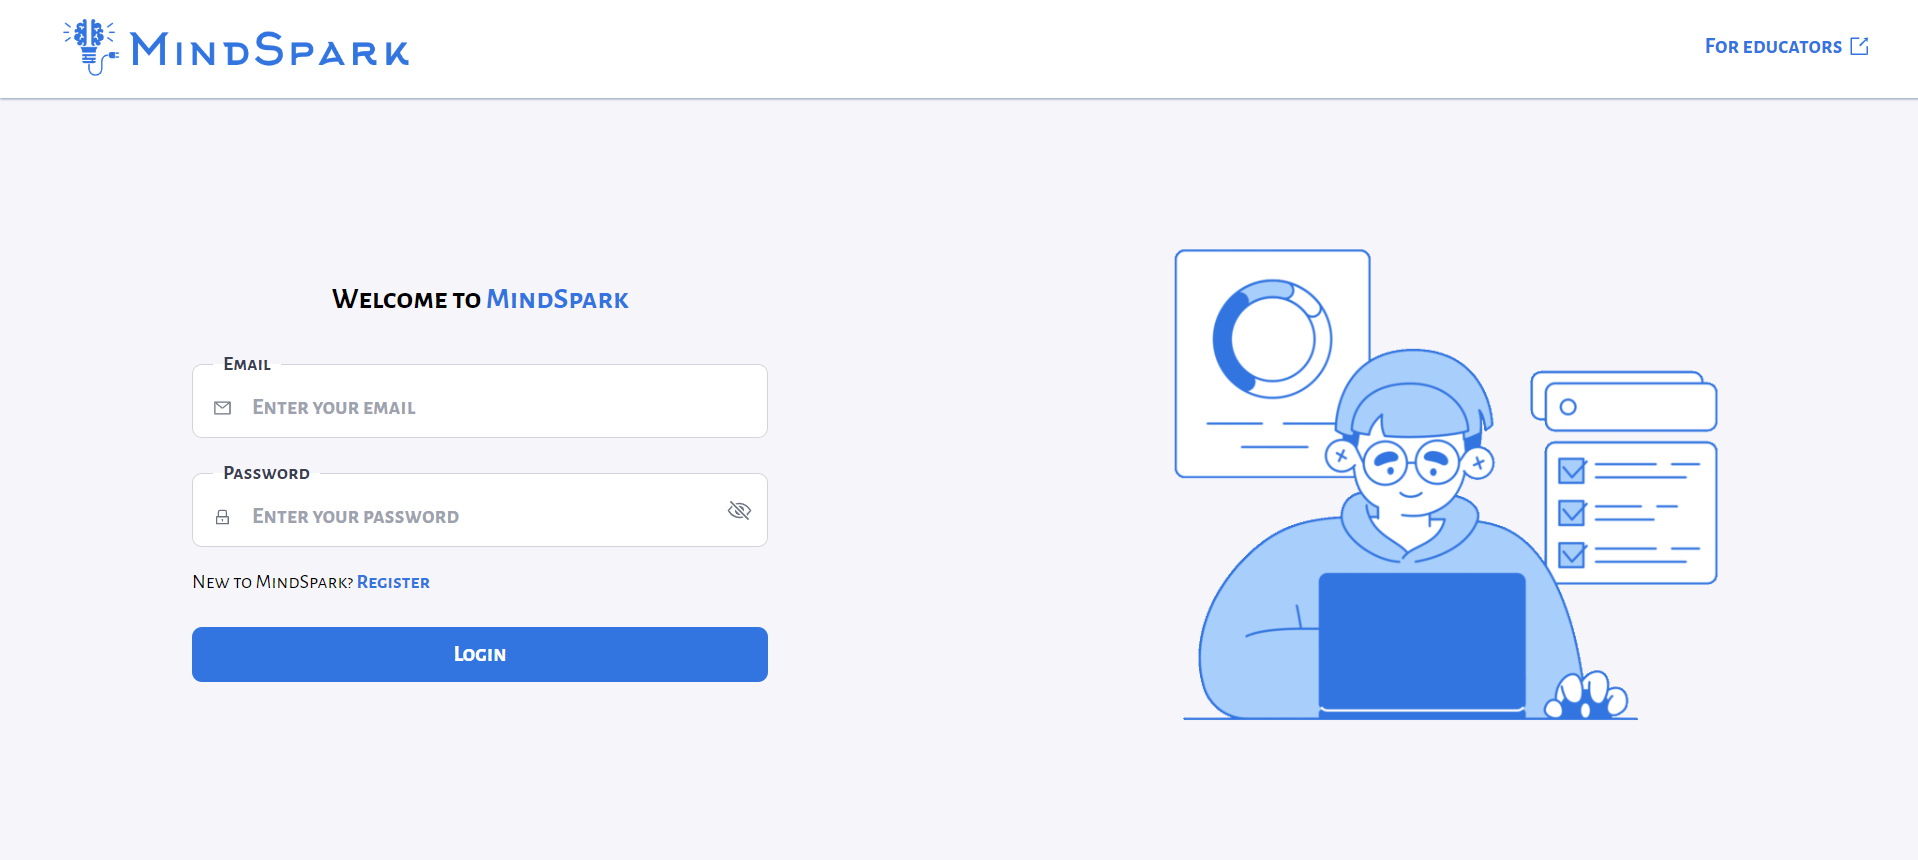 MindSpark
For educators
Welcome to MindSpark
Email
Enter your email
Password
Enter your password
New to MindSpark? Register
Login